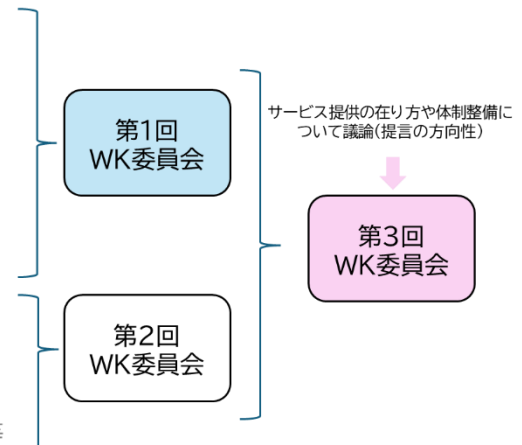 第1回
WK委員会
サービス提供の在り方や体制整備に
ついて議論(提言の方向性)
第3回
WK委員会
第2回
WK委員会